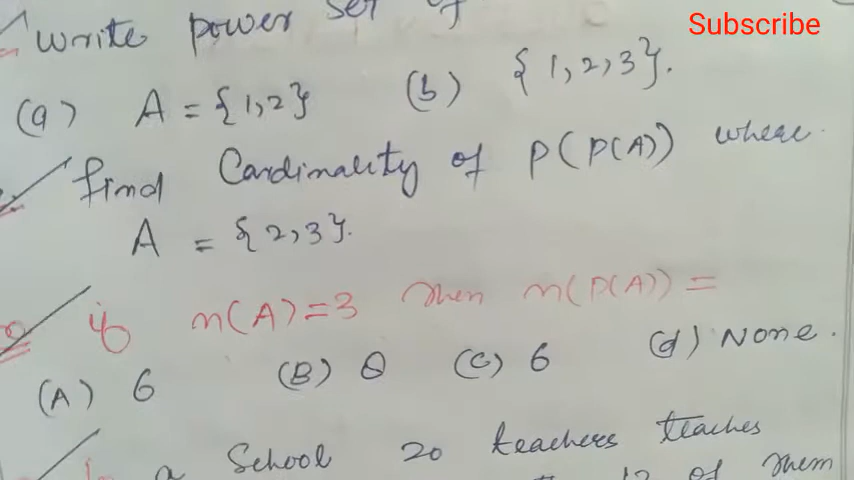 Subscribe
write power set of
(a) A = {1,2} (b) {1,2,3}.
find Cardinality of P(P(A)) where
A = {2,3}.
if n(A)=3 then n(P(A)) =
(A) 6 (B) 8 (C) 6 (d) None.
a School 20 teachers teaches
12 of them